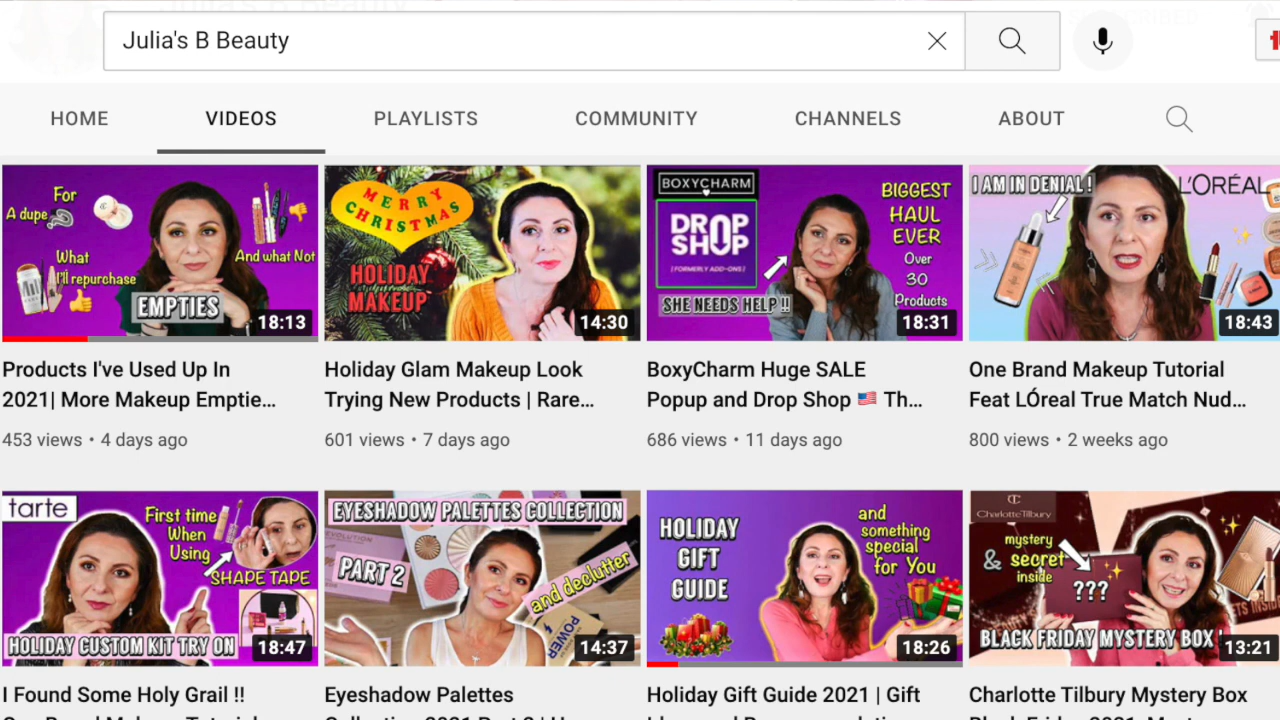 Julia's B Beauty
HOME
VIDEOS
PLAYLISTS
COMMUNITY
CHANNELS
ABOUT
For
A dupe
What
I'll repurchase
And what Not
EMPTIES
18:13
MERRY
CHRISTMAS
HOLIDAY
MAKEUP
14:30
BOXYCHARM
DROP
SHOP
[FORMERLY ADD-ONS]
SHE NEEDS HELP !!
BIGGEST
HAUL
EVER
Over
30
Products
18:31
I AM IN DENIAL !
L'ORÉAL
18:43
Products I've Used Up In
2021| More Makeup Emptie...
453 views • 4 days ago
Holiday Glam Makeup Look
Trying New Products | Rare...
601 views • 7 days ago
BoxyCharm Huge SALE
Popup and Drop Shop 🇺🇸 Th...
686 views • 11 days ago
One Brand Makeup Tutorial
Feat LÓreal True Match Nud...
800 views • 2 weeks ago
tarte
First time
When
Using
SHAPE TAPE
HOLIDAY CUSTOM KIT TRY ON
18:47
EYESHADOW PALETTES COLLECTION
PART 2
and declutter
POWER
14:37
HOLIDAY
GIFT
GUIDE
and
something
special
for You
18:26
CT
Charlotte Tilbury
mystery
& secret
inside
???
BLACK FRIDAY MYSTERY BOX
13:21
I Found Some Holy Grail !!
Eyeshadow Palettes
Holiday Gift Guide 2021 | Gift
Charlotte Tilbury Mystery Box